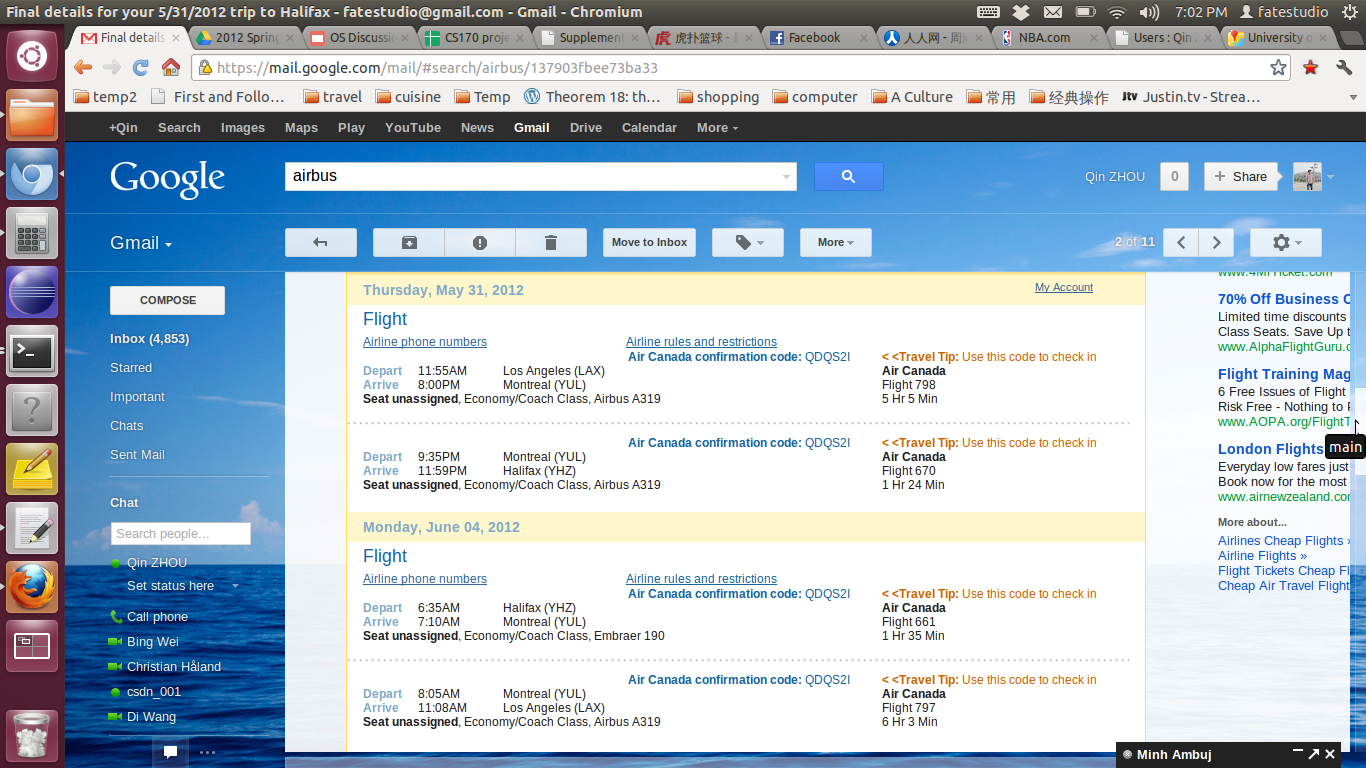 Final details for your 5/31/2012 trip to Halifax - fatestudio@gmail.com - Gmail - Chromium
7:02 PM fatestudio
Final details
2012 Spring
OS Discussi
CS170 proje
Supplement
虎扑篮球
Facebook
人人网
NBA.com
Users : Qin
University o
https://mail.google.com/mail/#search/airbus/137903fbee73ba33
temp2 First and Follo... travel cuisine Temp Theorem 18: th... shopping computer A Culture 常用 经典操作 Jtv Justin.tv - Strea...
+Qin Search Images Maps Play YouTube News Gmail Drive Calendar More
Google
airbus
Qin ZHOU 0 + Share
Gmail
Move to Inbox
More
2 of 11
COMPOSE
Inbox (4,853)
Starred
Important
Chats
Sent Mail
Chat
Search people...
Qin ZHOU
Set status here
Call phone
Bing Wei
Christian Håland
csdn_001
Di Wang
Thursday, May 31, 2012 My Account
Flight
Airline phone numbers Airline rules and restrictions
Air Canada confirmation code: QDQS2I < <Travel Tip: Use this code to check in
Depart 11:55AM Los Angeles (LAX) Air Canada
Arrive 8:00PM Montreal (YUL) Flight 798
Seat unassigned, Economy/Coach Class, Airbus A319 5 Hr 5 Min
Air Canada confirmation code: QDQS2I < <Travel Tip: Use this code to check in
Depart 9:35PM Montreal (YUL) Air Canada
Arrive 11:59PM Halifax (YHZ) Flight 670
Seat unassigned, Economy/Coach Class, Airbus A319 1 Hr 24 Min
Monday, June 04, 2012
Flight
Airline phone numbers Airline rules and restrictions
Air Canada confirmation code: QDQS2I < <Travel Tip: Use this code to check in
Depart 6:35AM Halifax (YHZ) Air Canada
Arrive 7:10AM Montreal (YUL) Flight 661
Seat unassigned, Economy/Coach Class, Embraer 190 1 Hr 35 Min
Air Canada confirmation code: QDQS2I < <Travel Tip: Use this code to check in
Depart 8:05AM Montreal (YUL) Air Canada
Arrive 11:08AM Los Angeles (LAX) Flight 797
Seat unassigned, Economy/Coach Class, Airbus A319 6 Hr 3 Min
www.4MrTicket.com
70% Off Business C
Limited time discounts
Class Seats. Save Up t
www.AlphaFlightGuru.c
Flight Training Mag
6 Free Issues of Flight
Risk Free - Nothing to
www.AOPA.org/FlightT
main
London Flights
Everyday low fares just
Book now for the most
www.airnewzealand.co
More about...
Airlines Cheap Flights »
Airline Flights »
Flight Tickets Cheap Fl
Cheap Air Travel Flight
Minh Ambuj